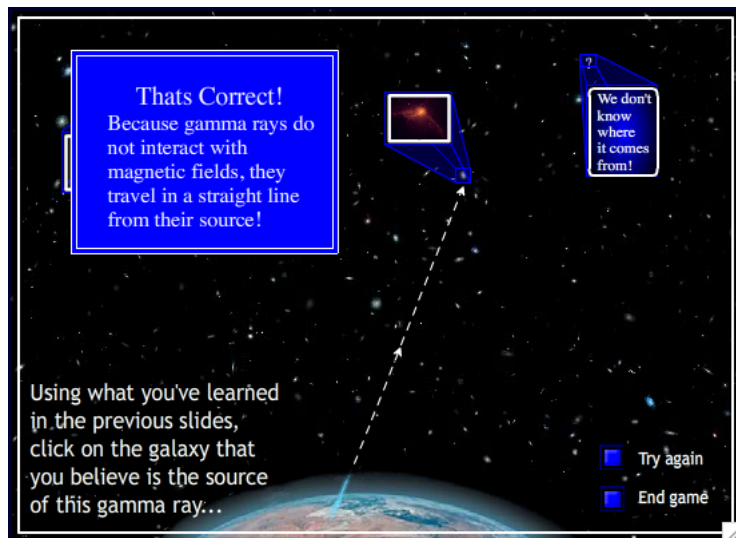 Thats Correct!
Because gamma rays do
not interact with
magnetic fields, they
travel in a straight line
from their source!
?
We don't
know
where
it comes
from!
Using what you've learned
in the previous slides,
click on the galaxy that
you believe is the source
of this gamma ray...
Try again
End game